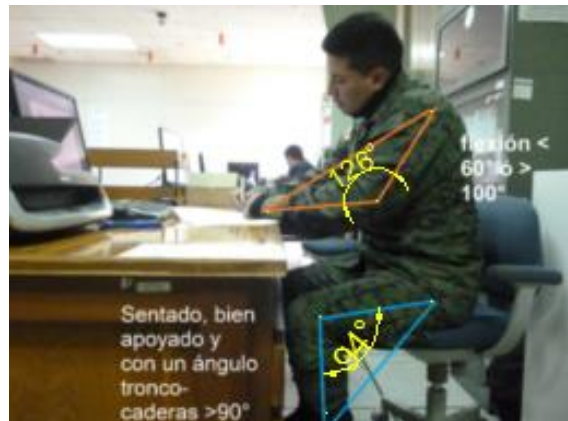 126°
flexión <
60° ó >
100°
Sentado, bien
apoyado y
con un ángulo
tronco-
caderas >90°
94°